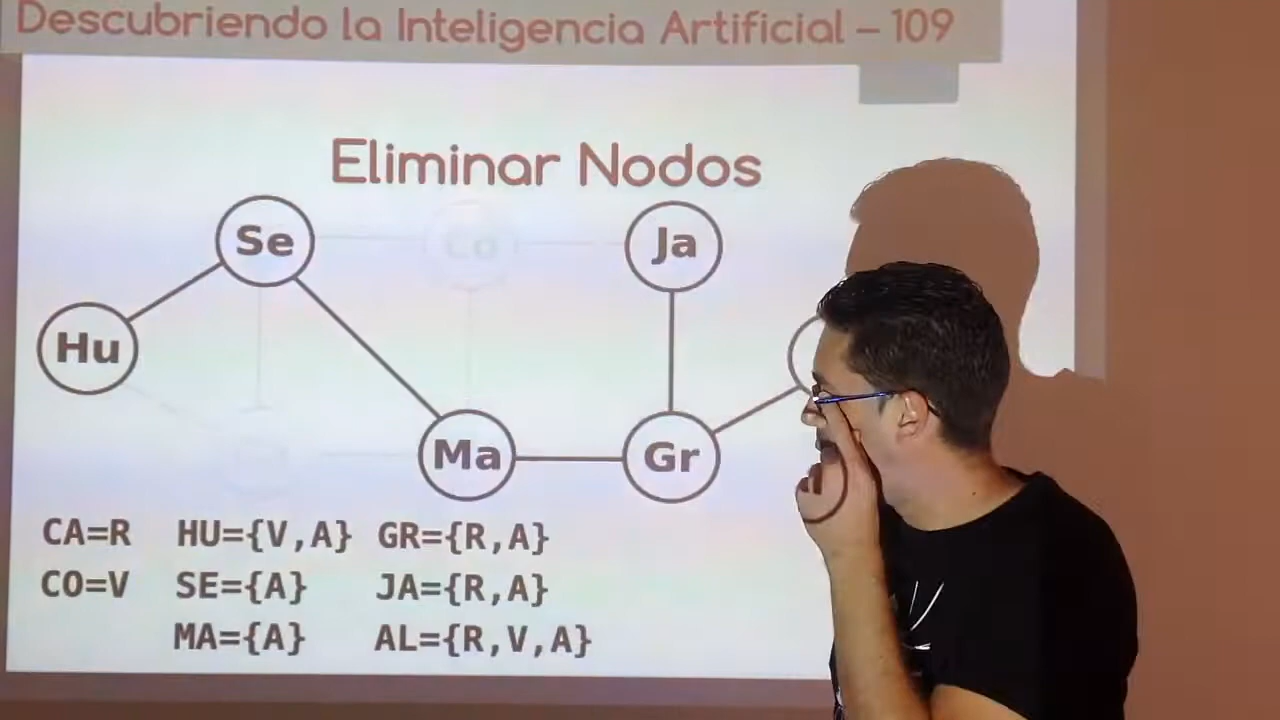 Descubriendo la Inteligencia Artificial – 109
Eliminar Nodos
Se
Co
Ja
Hu
Ma
Gr
CA=R HU={V,A} GR={R,A}
CO=V SE={A} JA={R,A}
MA={A} AL={R,V,A}